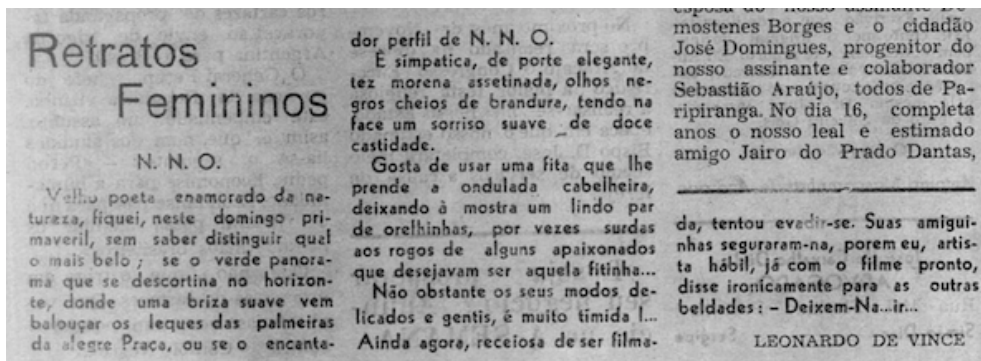 Retratos
Femininos
N. N. O.
Velho poeta enamorado da na-
tureza, fiquei, neste domingo pri-
maveril, sem saber distinguir qual
o mais belo; se o verde panora-
ma que se descortina no horizon-
te, donde uma briza suave vem
balouçar os leques das palmeiras
da alegre Praça, ou se o encanta-
dor perfil de N. N. O.
É simpatica, de porte elegante,
tez morena assetinada, olhos ne-
gros cheios de brandura, tendo na
face um sorriso suave de doce
castidade.
Gosta de usar uma fita que lhe
prende a ondulada cabelheira,
deixando à mostra um lindo par
de orelhinhas, por vezes surdas
aos rogos de alguns apaixonados
que desejavam ser aquela fitinha...
Não obstante os seus modos de-
licados e gentis, é muito timida !...
Ainda agora, receiosa de ser filma-
da, tentou evadir-se. Suas amigui-
nhas seguraram-na, porem eu, artis-
ta hábil, já com o filme pronto,
disse ironicamente para as outras
beldades: - Deixem-Na...ir...
LEONARDO DE VINCE
esposa do nosso assinante De-
mostenes Borges e o cidadão
José Domingues, progenitor do
nosso assinante e colaborador
Sebastião Araújo, todos de Pa-
ripiranga. No dia 16, completa
anos o nosso leal e estimado
amigo Jairo do Prado Dantas,